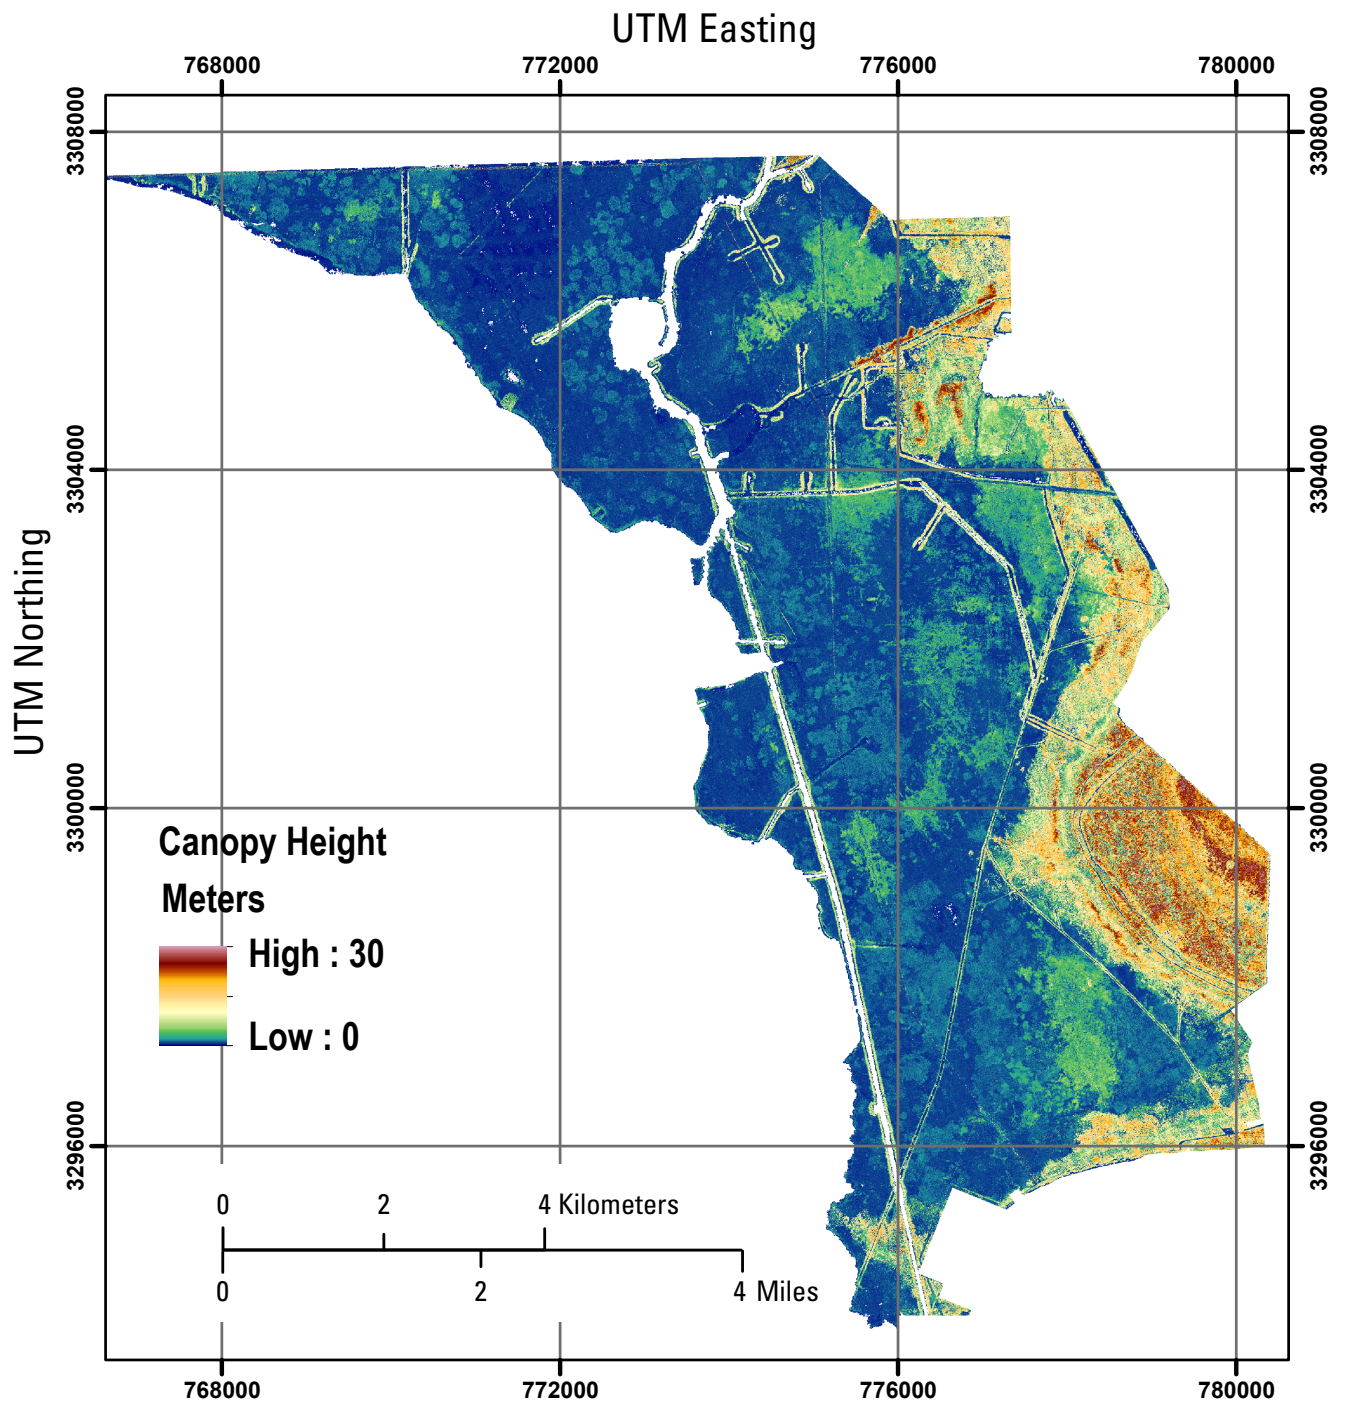 UTM Easting
768000 772000 776000 780000
3308000 3308000
3304000 3304000
UTM Northing
3300000 3300000
Canopy Height
Meters
High : 30
Low : 0
3296000 3296000
0 2 4 Kilometers
0 2 4 Miles
768000 772000 776000 780000